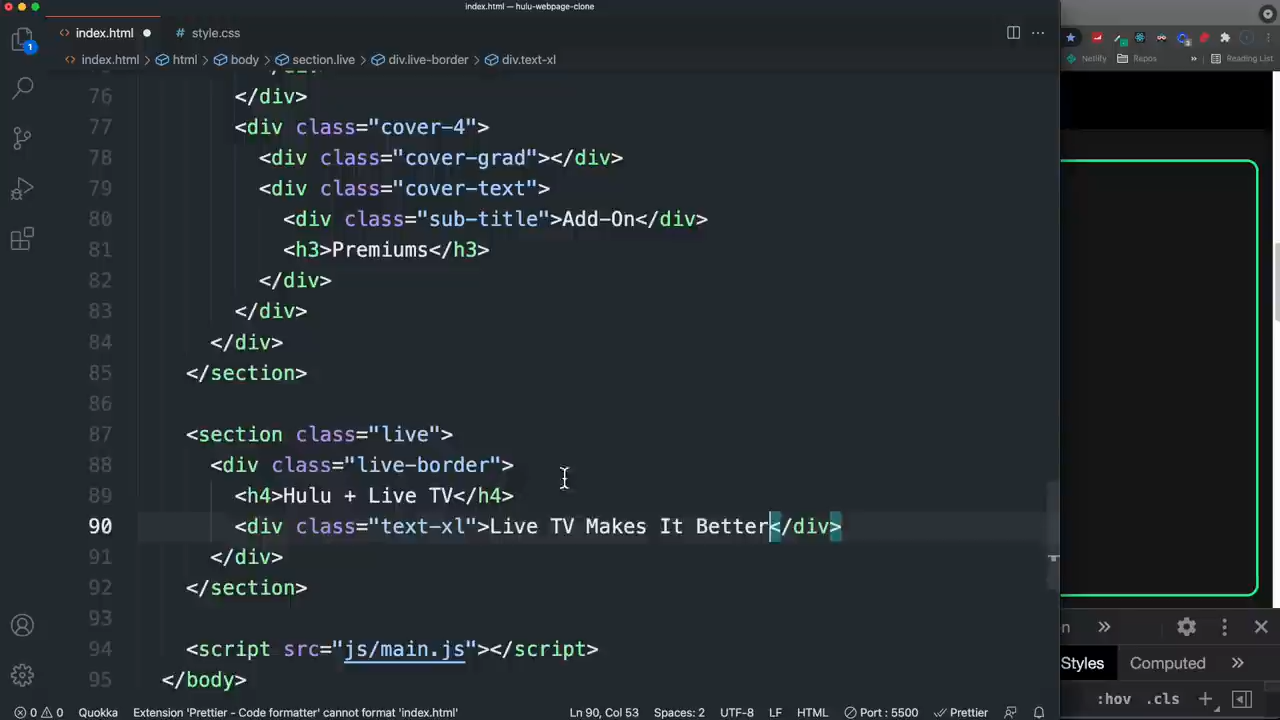 index.html — hulu-webpage-clone
index.html
style.css
index.html > html > body > section.live > div.live-border > div.text-xl
Netlify
Repos
»
Reading List
1
76 </div>
77 <div class="cover-4">
78 <div class="cover-grad"></div>
79 <div class="cover-text">
80 <div class="sub-title">Add-On</div>
81 <h3>Premiums</h3>
82 </div>
83 </div>
84 </div>
85 </section>
86
87 <section class="live">
88 <div class="live-border">
89 <h4>Hulu + Live TV</h4>
90 <div class="text-xl">Live TV Makes It Better</div>
91 </div>
92 </section>
93
94 <script src="js/main.js"></script>
95 </body>
Styles
Computed
:hov .cls
0 0 Quokka Extension 'Prettier - Code formatter' cannot format 'index.html' Ln 90, Col 53 Spaces: 2 UTF-8 LF HTML Port : 5500 Prettier